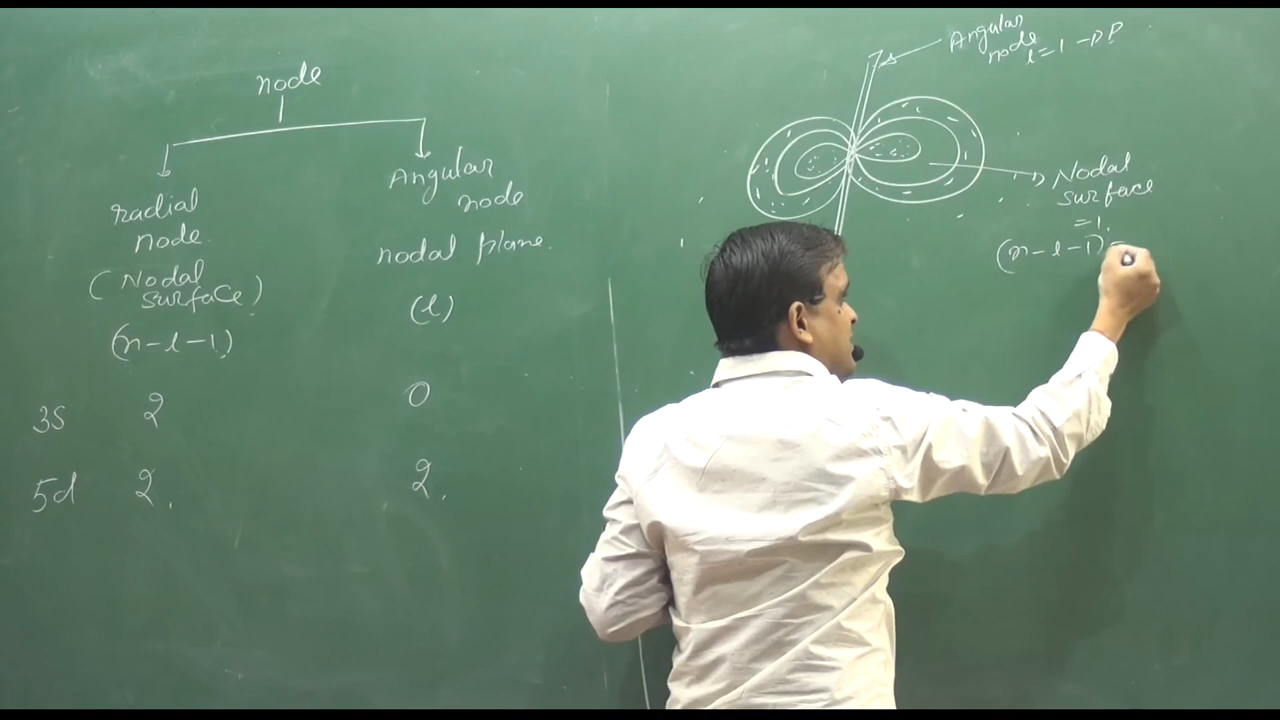 node
radial
node.
(Nodal
surface)
(n-l-1)
Angular
node
nodal plane.
(l)
3s 2 0
5d 2. 2.
Angular
node
l=1
Nodal
surface
=1.
(n-l-1) =